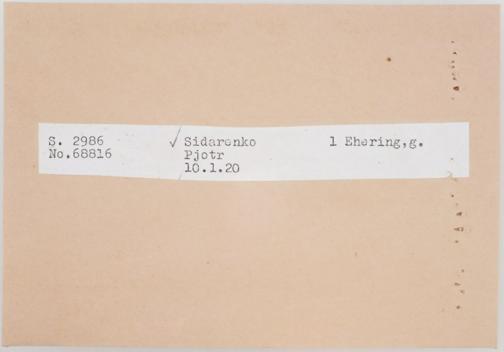 S. 2986 ✓ Sidarenko 1 Ehering,g.
No.68816 Pjotr
10.1.20